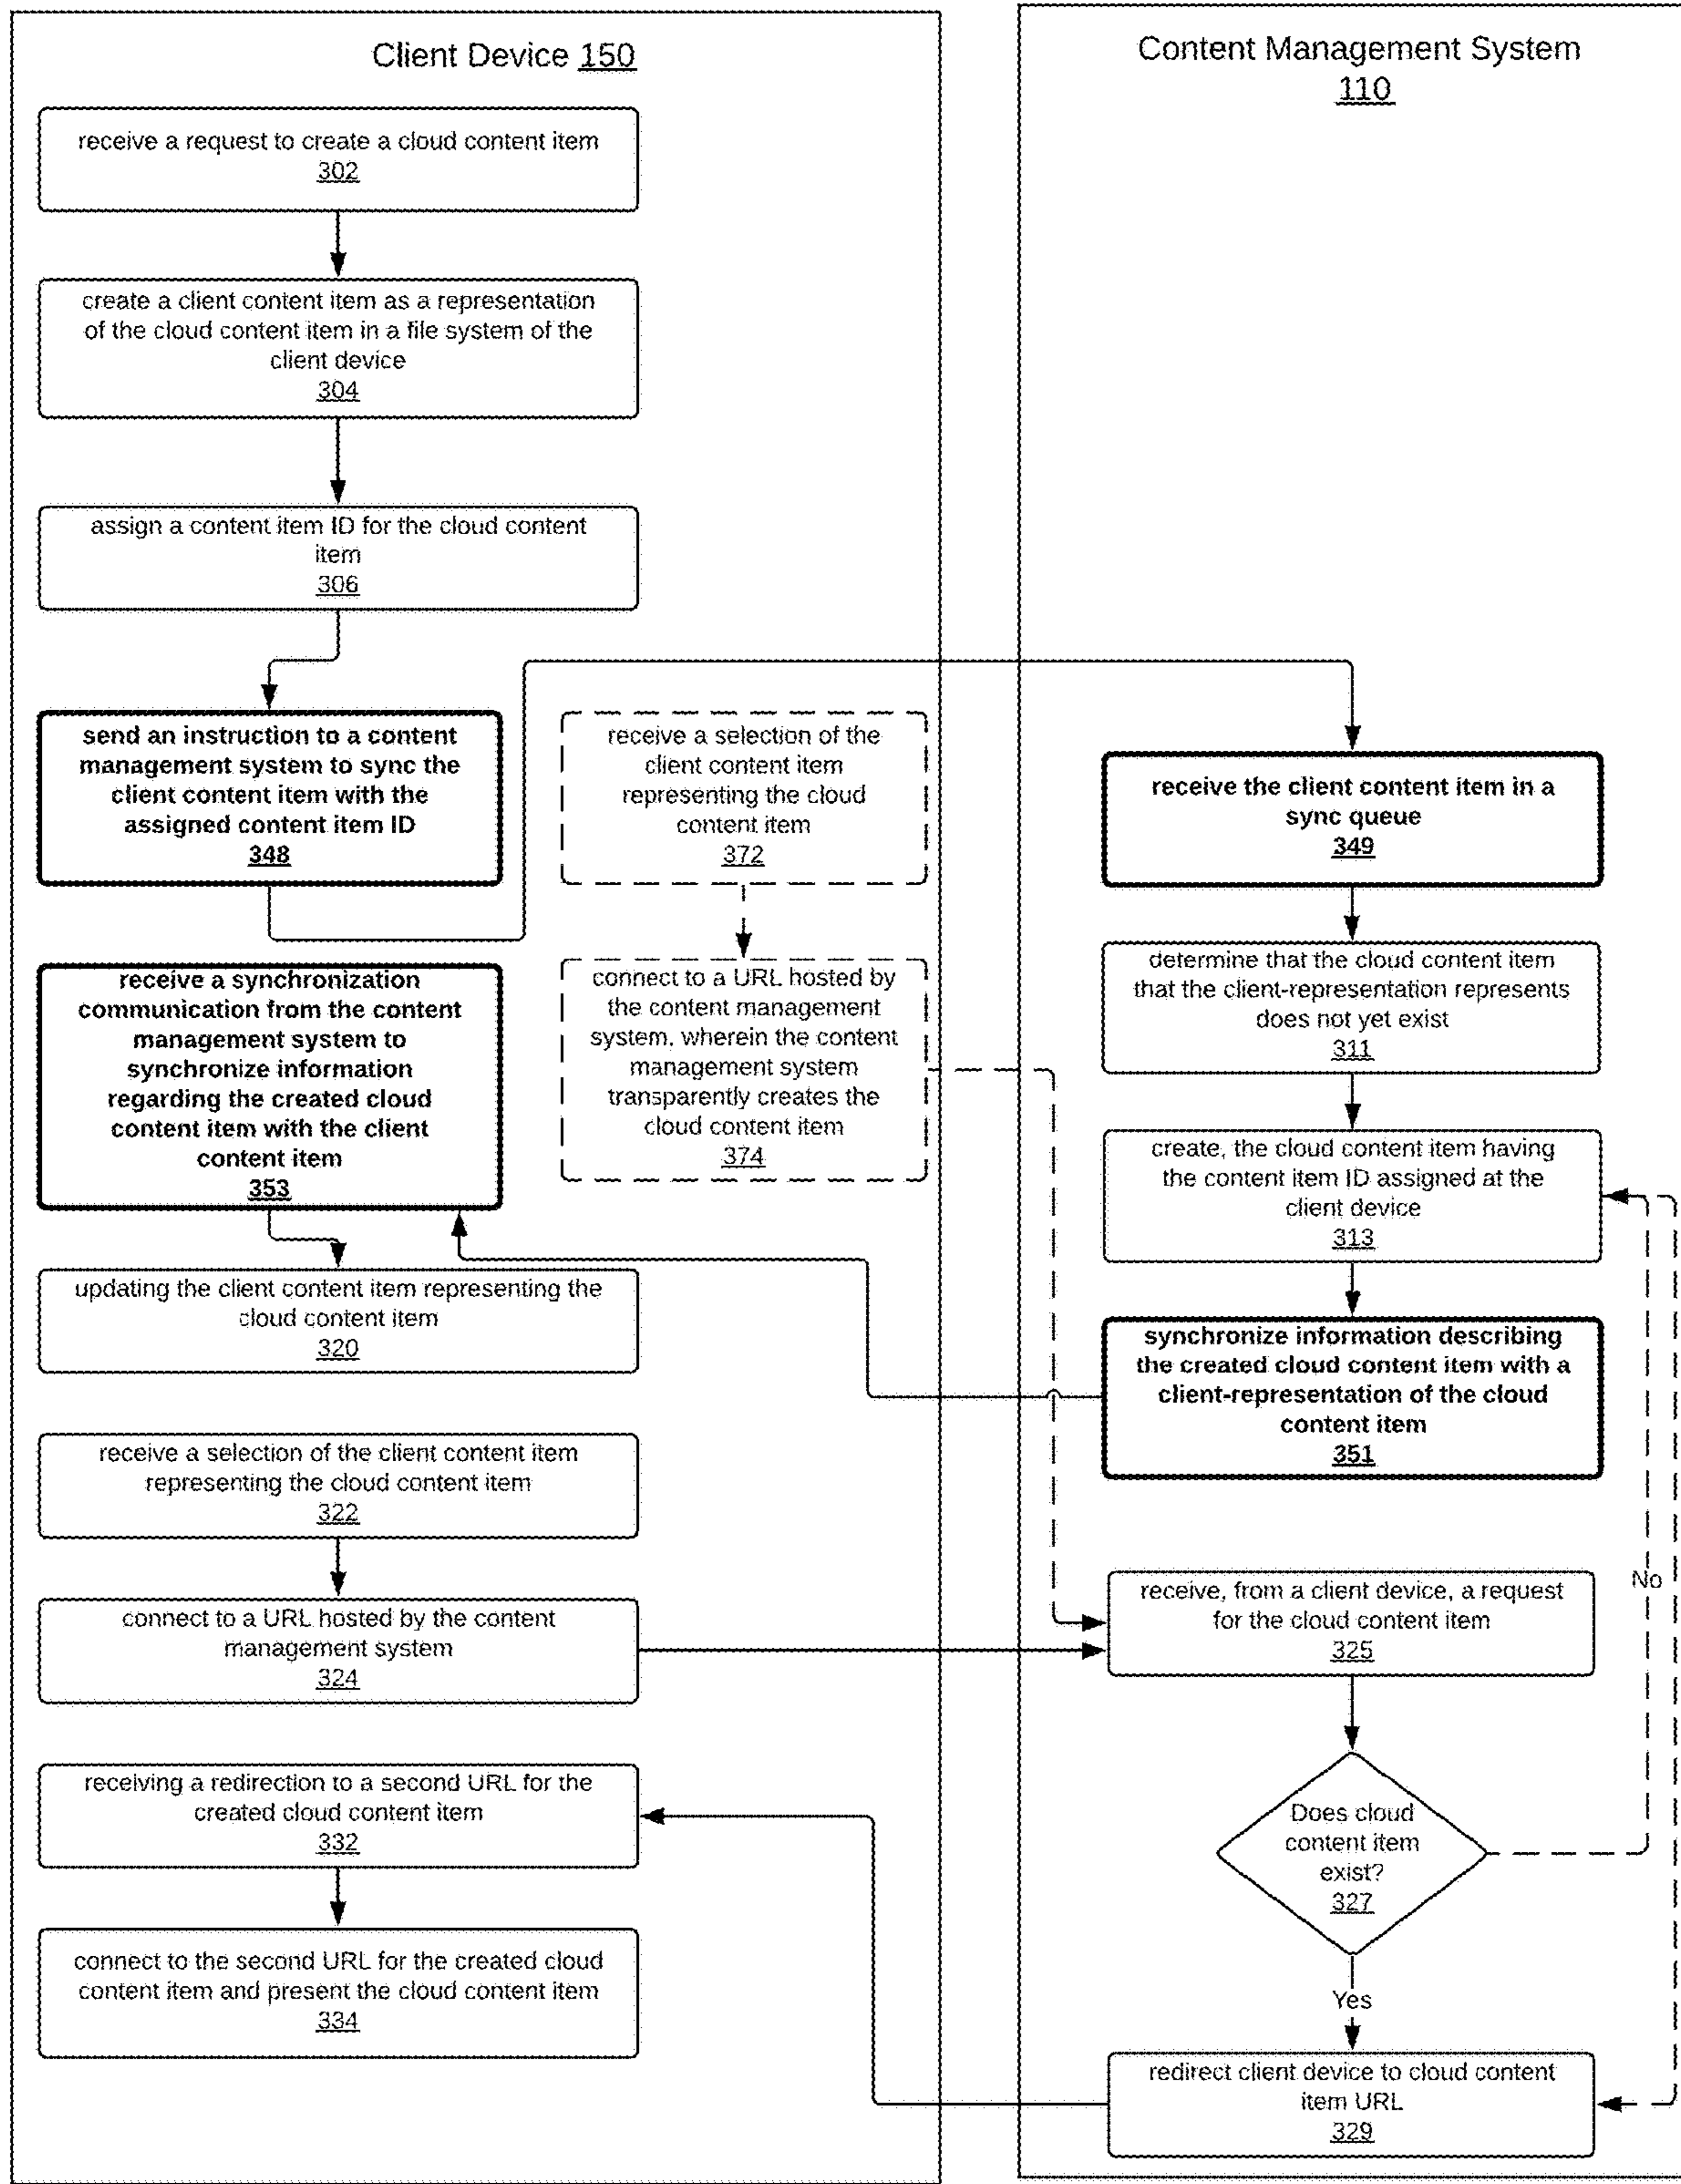 Client Device 150
receive a request to create a cloud content item
302
create a client content item as a representation
of the cloud content item in a file system of the
client device
304
assign a content item ID for the cloud content
item
306
send an instruction to a content
management system to sync the
client content item with the
assigned content item ID
348
receive a selection of the
client content item
representing the cloud
content item
372
receive a synchronization
communication from the content
management system to
synchronize information
regarding the created cloud
content item with the client
content item
353
connect to a URL hosted by
the content management
system, wherein the content
management system
transparently creates the
cloud content item
374
updating the client content item representing the
cloud content item
320
receive a selection of the client content item
representing the cloud content item
322
connect to a URL hosted by the content
management system
324
receiving a redirection to a second URL for the
created cloud content item
332
connect to the second URL for the created cloud
content item and present the cloud content item
334
Content Management System
110
receive the client content item in a
sync queue
349
determine that the cloud content item
that the client-representation represents
does not yet exist
311
create, the cloud content item having
the content item ID assigned at the
client device
313
synchronize information describing
the created cloud content item with a
client-representation of the cloud
content item
351
receive, from a client device, a request
for the cloud content item
325
No
Does cloud
content item
exist?
327
Yes
redirect client device to cloud content
item URL
329